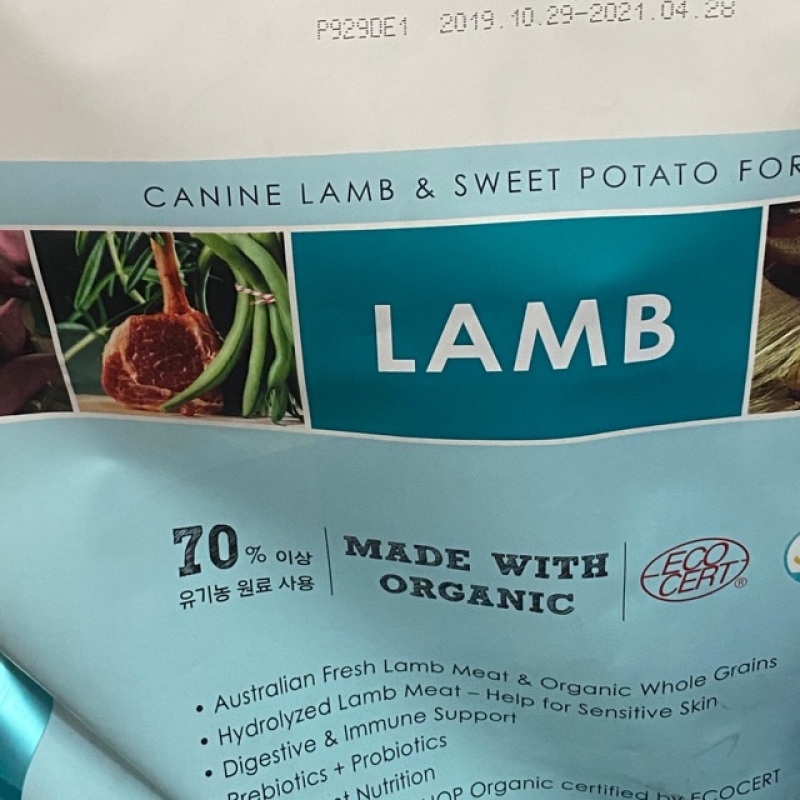 P929DE1 2019.10.29-2021.04.28
CANINE LAMB & SWEET POTATO FOR
LAMB
70% 이상
유기농 원료 사용
MADE WITH
ORGANIC
ECO
CERT®
• Australian Fresh Lamb Meat & Organic Whole Grains
• Hydrolyzed Lamb Meat – Help for Sensitive Skin
• Digestive & Immune Support
Prebiotics + Probiotics
Nutrition
Organic certified by ECOCERT